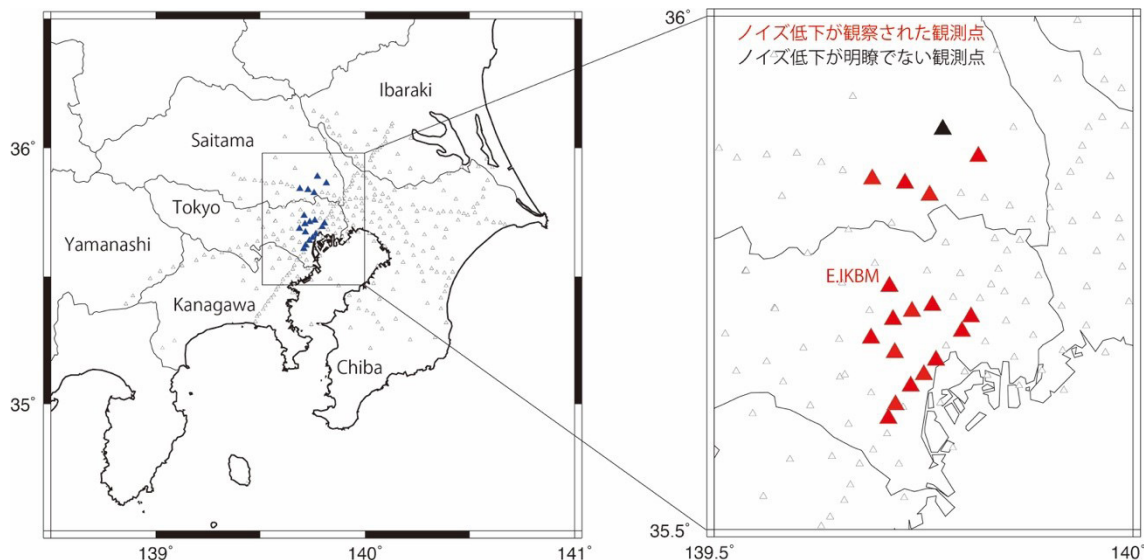 ノイズ低下が観察された観測点
ノイズ低下が明瞭でない観測点
Ibaraki
Saitama
Tokyo
Yamanashi
Kanagawa
Chiba
E.IKBM
36°
35°
139°
140°
141°
36°
35.5°
139.5°
140°